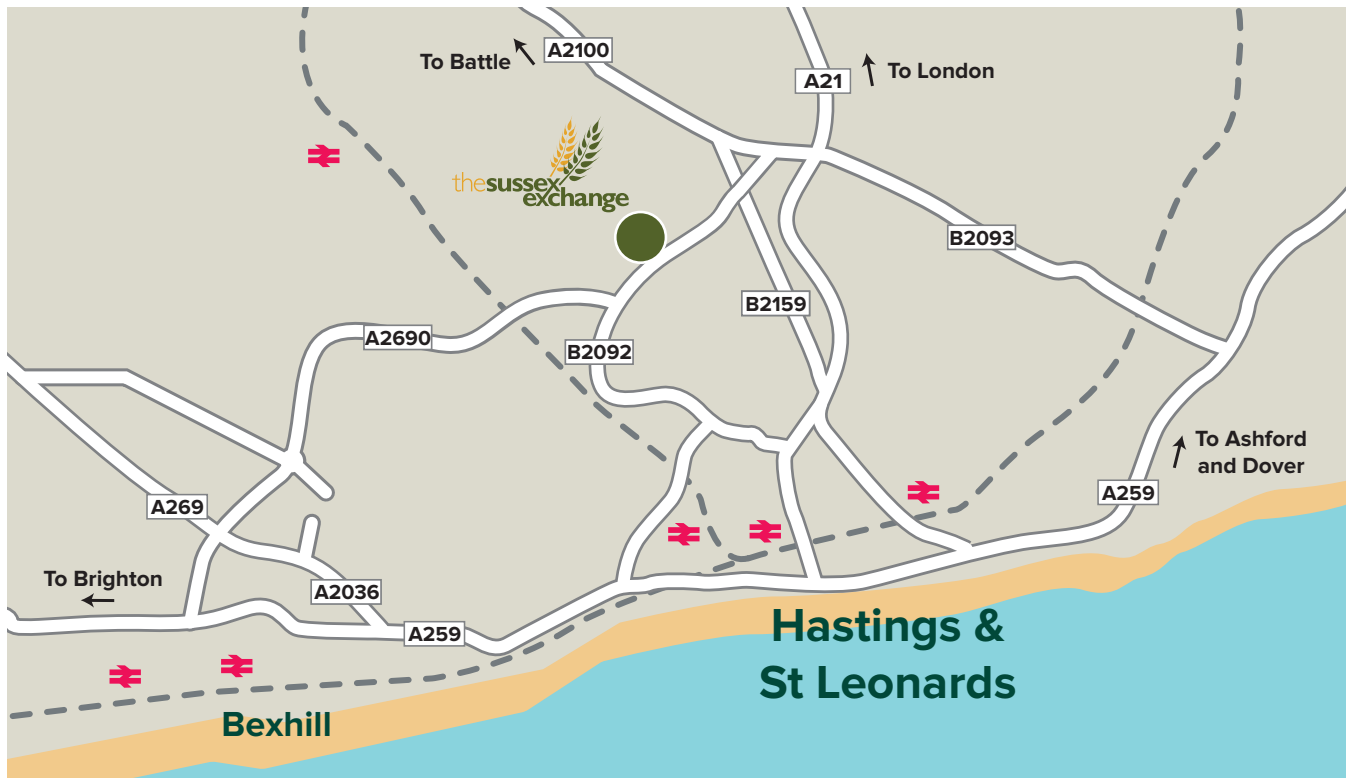 A2100
To Battle
A21
To London
thesussex
exchange
B2093
B2159
A2690
B2092
To Ashford
and Dover
A259
A269
To Brighton
A2036
A259
Hastings &
St Leonards
Bexhill